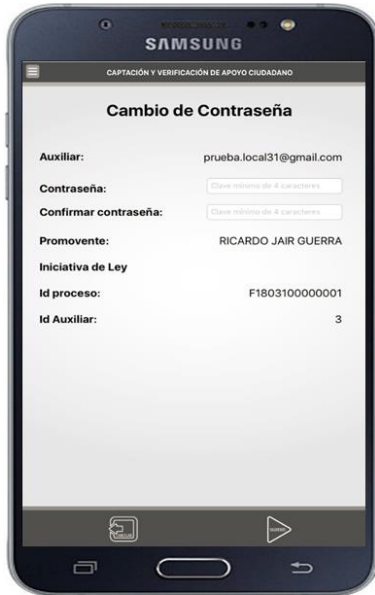 SAMSUNG
CAPTACIÓN Y VERIFICACIÓN DE APOYO CIUDADANO
Cambio de Contraseña
Auxiliar: prueba.local31@gmail.com
Contraseña: Clave mínimo de 4 caracteres
Confirmar contraseña: Clave mínimo de 4 caracteres
Promovente: RICARDO JAIR GUERRA
Iniciativa de Ley
Id proceso: F1803100000001
Id Auxiliar: 3